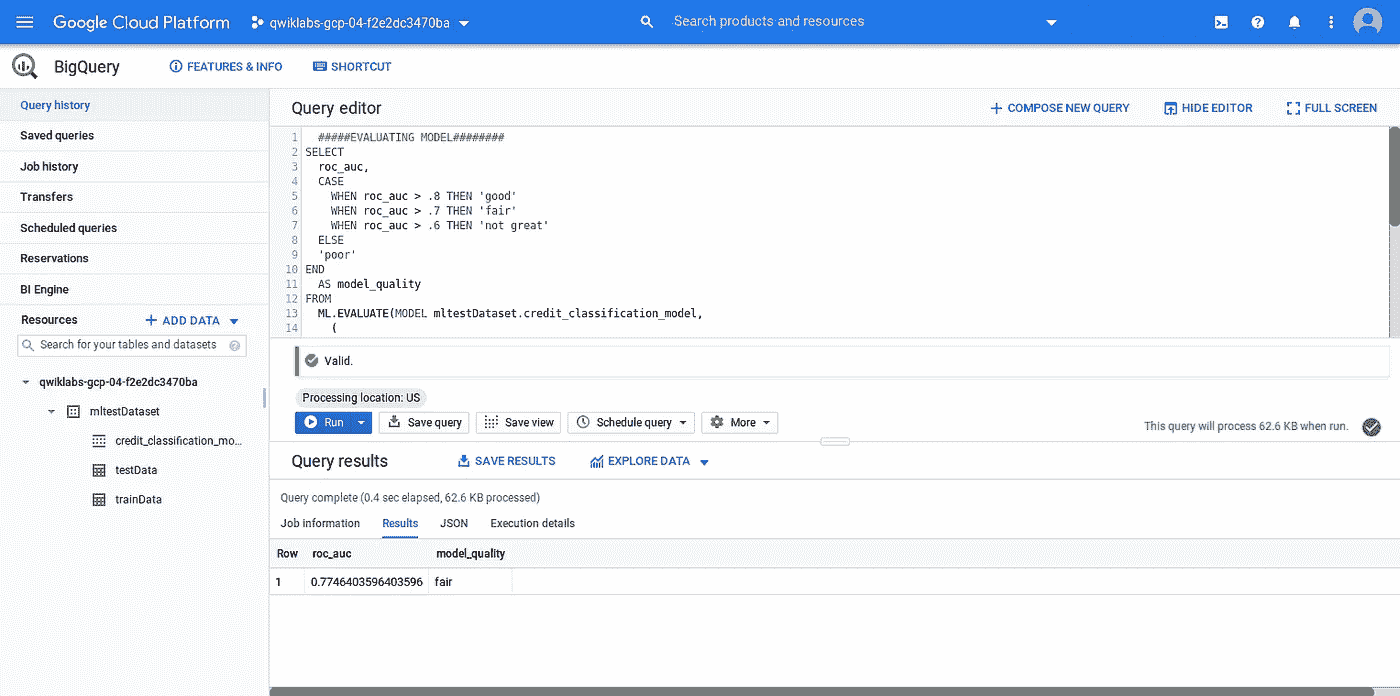 Google Cloud Platform qwiklabs-gcp-04-f2e2dc3470ba Search products and resources
BigQuery FEATURES & INFO SHORTCUT
Query history
Saved queries
Job history
Transfers
Scheduled queries
Reservations
BI Engine
Resources ADD DATA
Search for your tables and datasets
qwiklabs-gcp-04-f2e2dc3470ba
mltestDataset
credit_classification_mo...
testData
trainData
Query editor COMPOSE NEW QUERY HIDE EDITOR FULL SCREEN
1 #####EVALUATING MODEL########
2 SELECT
3 roc_auc,
4 CASE
5 WHEN roc_auc > .8 THEN 'good'
6 WHEN roc_auc > .7 THEN 'fair'
7 WHEN roc_auc > .6 THEN 'not great'
8 ELSE
9 'poor'
10 END
11 AS model_quality
12 FROM
13 ML.EVALUATE(MODEL mltestDataset.credit_classification_model,
14 (
Valid.
Processing location: US
Run Save query Save view Schedule query More This query will process 62.6 KB when run.
Query results SAVE RESULTS EXPLORE DATA
Query complete (0.4 sec elapsed, 62.6 KB processed)
Job information Results JSON Execution details
Row roc_auc model_quality
1 0.7746403596403596 fair